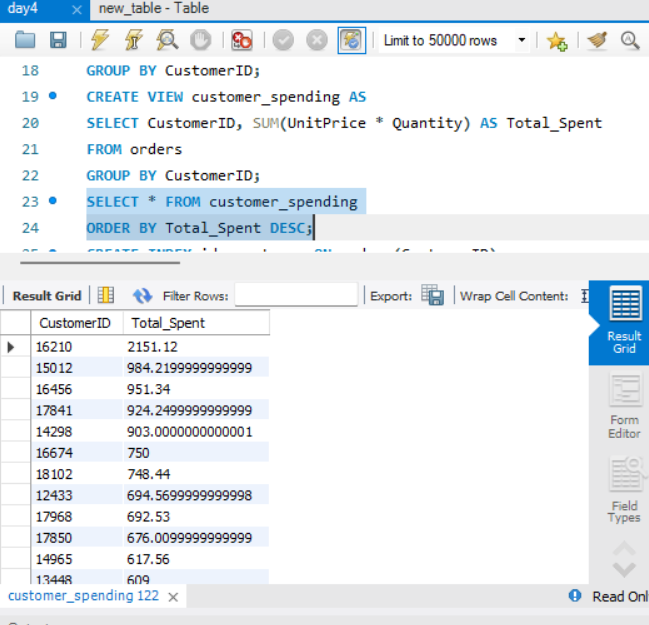 day4 × new_table - Table
Limit to 50000 rows
18 GROUP BY CustomerID;
19 CREATE VIEW customer_spending AS
20 SELECT CustomerID, SUM(UnitPrice * Quantity) AS Total_Spent
21 FROM orders
22 GROUP BY CustomerID;
23 SELECT * FROM customer_spending
24 ORDER BY Total_Spent DESC;
Result Grid Filter Rows: Export: Wrap Cell Content:
CustomerID Total_Spent
16210 2151.12
15012 984.2199999999999
16456 951.34
17841 924.2499999999999
14298 903.0000000000001
16674 750
18102 748.44
12433 694.5699999999998
17968 692.53
17850 676.0099999999999
14965 617.56
13448 609
Result
Grid
Form
Editor
Field
Types
customer_spending 122 ×
Read Onl